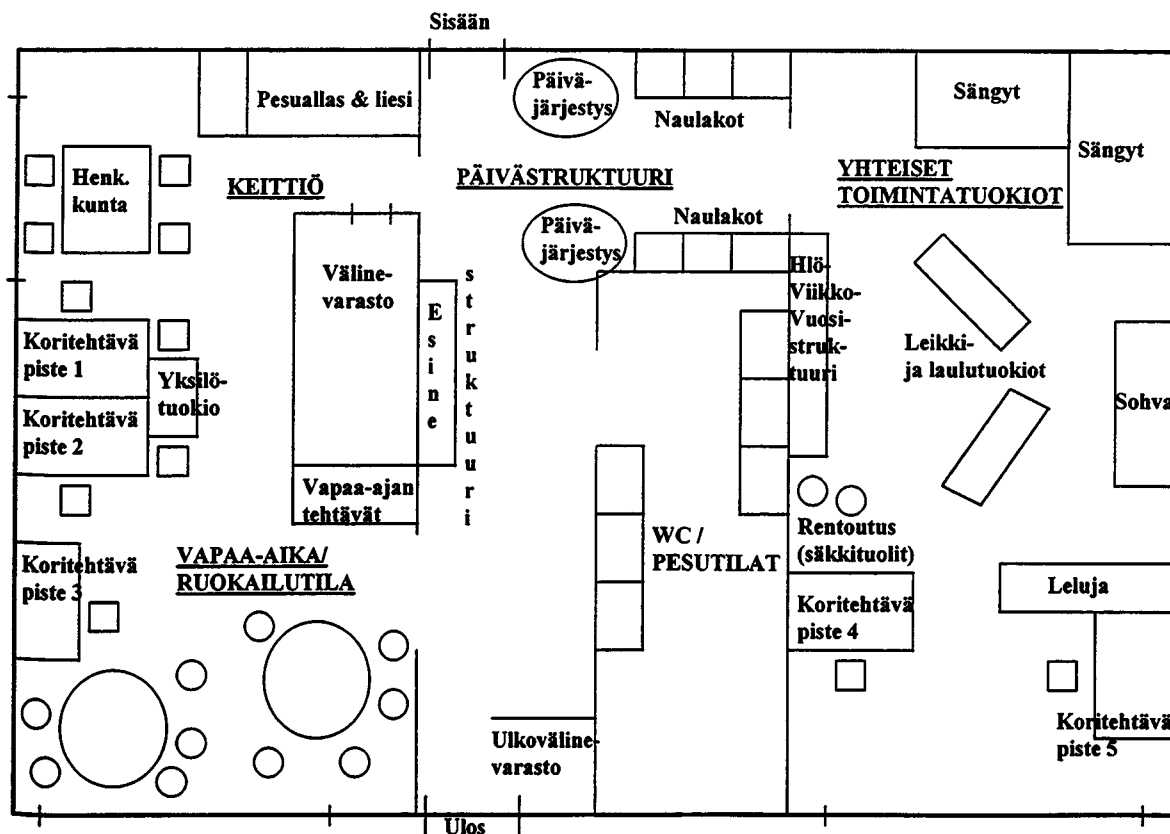 Sisään
Pesuallas & liesi
Päivä-
järjestys
Naulakot
Sängyt
Sängyt
Henk.
kunta
KEITTIÖ
PÄIVÄSTRUKTUURI
YHTEISET
TOIMINTATUOKIOT
Päivä-
järjestys
Naulakot
Väline-
varasto
Esine
struktuuri
Hlö-
Viikko-
Vuosi-
struk-
tuuri
Leikki-
ja laulutuokiot
Sohva
Koritehtävä
piste 1
Yksilö-
tuokio
Koritehtävä
piste 2
Vapaa-ajan
tehtävät
WC /
PESUTILAT
Rentoutus
(säkkituolit)
VAPAA-AIKA/
RUOKAILUTILA
Koritehtävä
piste 3
Koritehtävä
piste 4
Leluja
Koritehtävä
piste 5
Ulkoväline-
varasto
Ulos